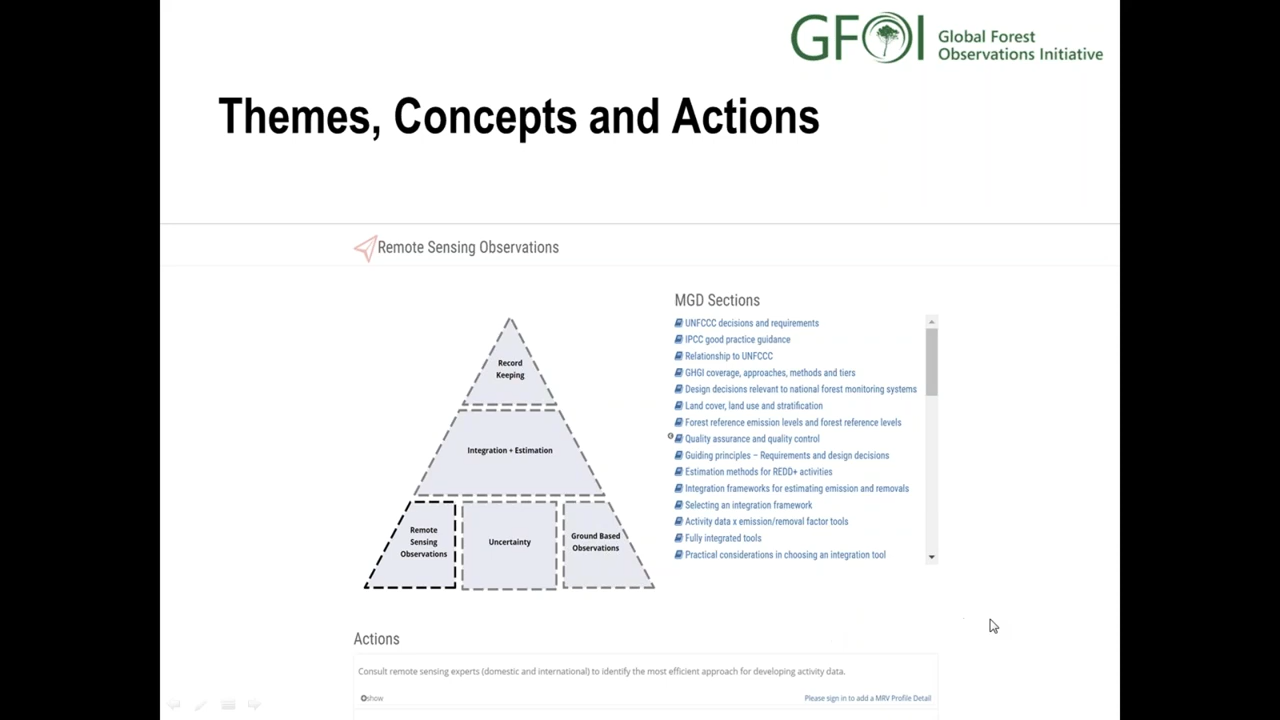 GFOI
Global Forest
Observations Initiative
Themes, Concepts and Actions
Remote Sensing Observations
Record
Keeping
Integration + Estimation
Remote
Sensing
Observations
Uncertainty
Ground Based
Observations
MGD Sections
UNFCCC decisions and requirements
IPCC good practice guidance
Relationship to UNFCCC
GHGI coverage, approaches, methods and tiers
Design decisions relevant to national forest monitoring systems
Land cover, land use and stratification
Forest reference emission levels and forest reference levels
Quality assurance and quality control
Guiding principles – Requirements and design decisions
Estimation methods for REDD+ activities
Integration frameworks for estimating emission and removals
Selecting an integration framework
Activity data x emission/removal factor tools
Fully integrated tools
Practical considerations in choosing an integration tool
Actions
Consult remote sensing experts (domestic and international) to identify the most efficient approach for developing activity data.
show
Please sign in to add a MRV Profile Detail